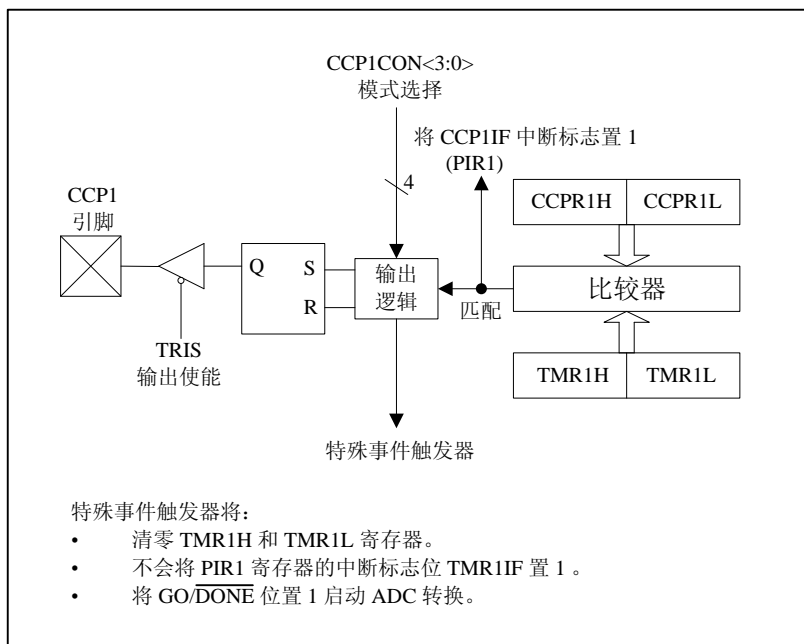 CCP1CON<3:0>
模式选择
将 CCP1IF 中断标志置 1
(PIR1)
4
CCP1
引脚
CCPR1H
CCPR1L
Q
S
R
输出
逻辑
匹配
比较器
TRIS
输出使能
TMR1H
TMR1L
特殊事件触发器
特殊事件触发器将:
• 清零 TMR1H 和 TMR1L 寄存器。
• 不会将 PIR1 寄存器的中断标志位 TMR1IF 置 1 。
• 将 GO/DONE 位置 1 启动 ADC 转换。